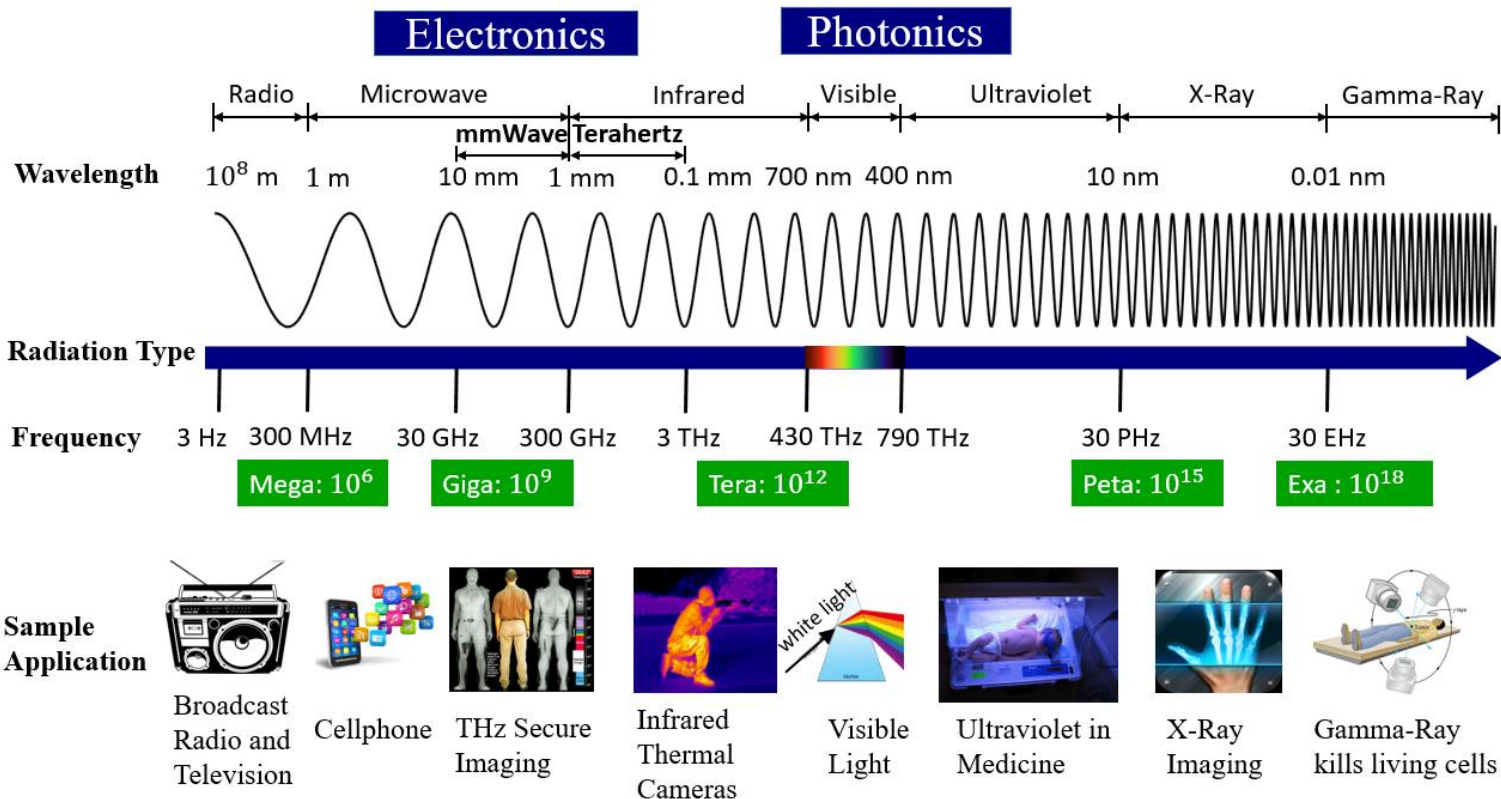 Electronics
Photonics
Radio Microwave Infrared Visible Ultraviolet X-Ray Gamma-Ray
mmWave Terahertz
Wavelength 10⁸ m 1 m 10 mm 1 mm 0.1 mm 700 nm 400 nm 10 nm 0.01 nm
Radiation Type
Frequency 3 Hz 300 MHz 30 GHz 300 GHz 3 THz 430 THz 790 THz 30 PHz 30 EHz
Mega: 10⁶ Giga: 10⁹ Tera: 10¹² Peta: 10¹⁵ Exa : 10¹⁸
Sample
Application
white light
Broadcast
Radio and
Television
Cellphone
THz Secure
Imaging
Infrared
Thermal
Cameras
Visible
Light
Ultraviolet in
Medicine
X-Ray
Imaging
Gamma-Ray
kills living cells